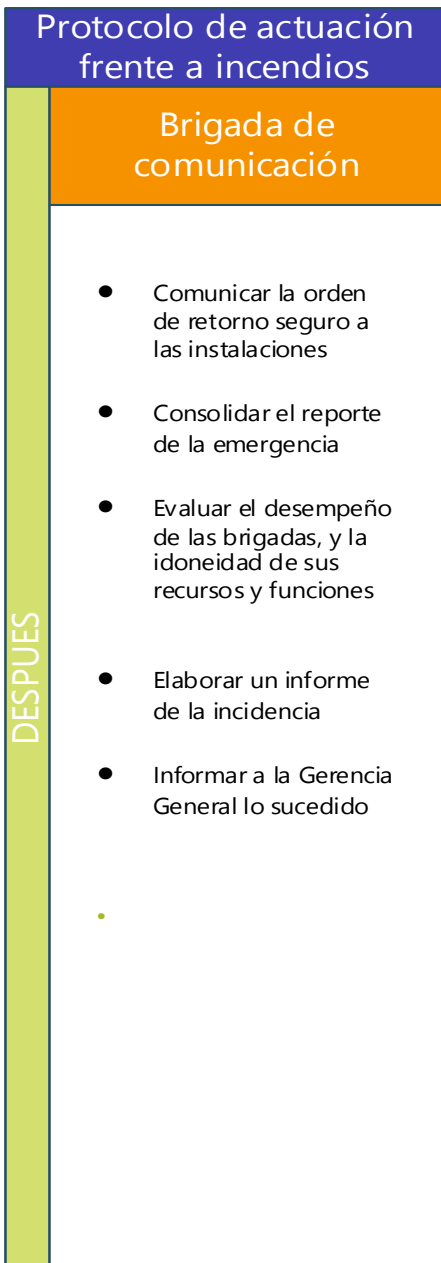 Protocolo de actuación
frente a incendios
Brigada de
comunicación
DESPUES
● Comunicar la orden
de retorno seguro a
las instalaciones
● Consolidar el reporte
de la emergencia
● Evaluar el desempeño
de las brigadas, y la
idoneidad de sus
recursos y funciones
● Elaborar un informe
de la incidencia
● Informar a la Gerencia
General lo sucedido
•